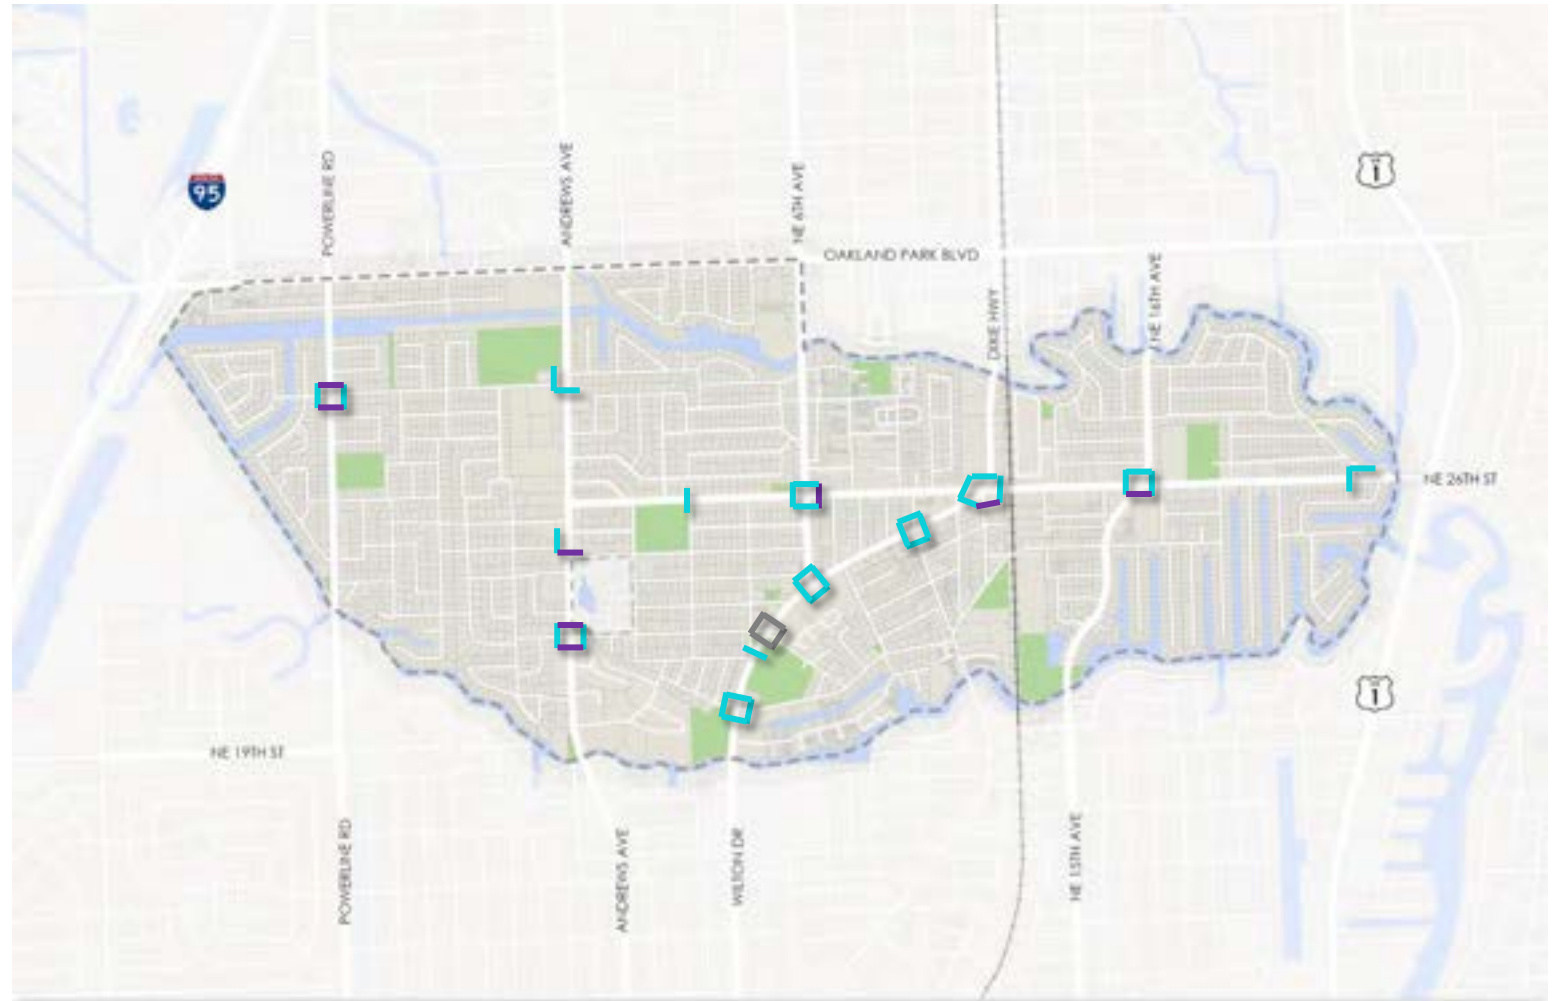 95
1
POWERLINE RD
ANDREWS AVE
NE 6TH AVE
OAKLAND PARK BLVD
NE 16TH AVE
DIXIE HWY
NE 26TH ST
1
NE 19TH ST
POWERLINE RD
ANDREWS AVE
WILTON DR
NE 15TH AVE